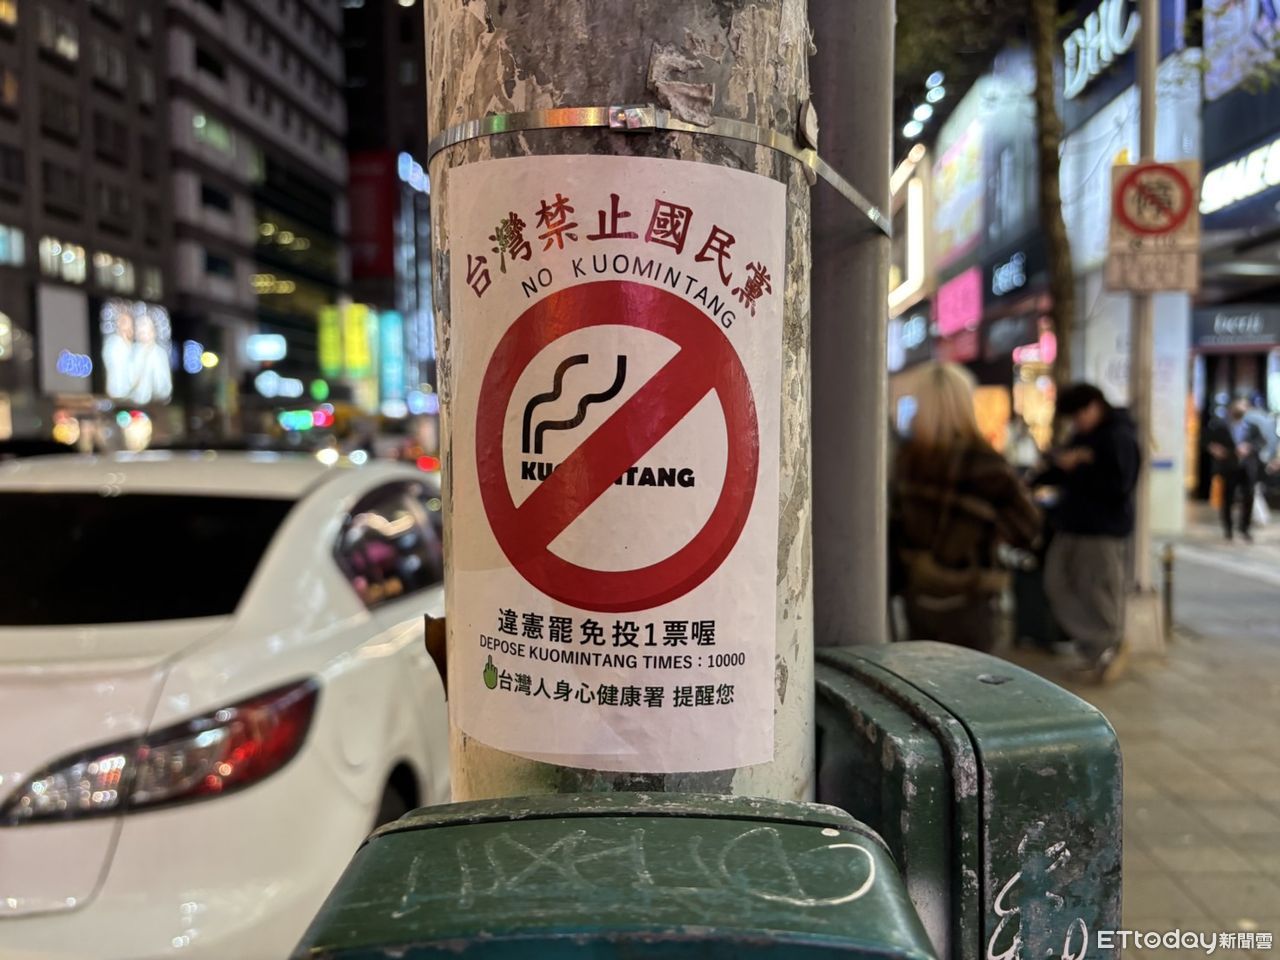 台灣禁止國民黨
NO KUOMINTANG
KU MINTANG
違憲罷免投1票喔
DEPOSE KUOMINTANG TIMES：10000
台灣人身心健康署 提醒您
DHC
ETtoday新聞雲